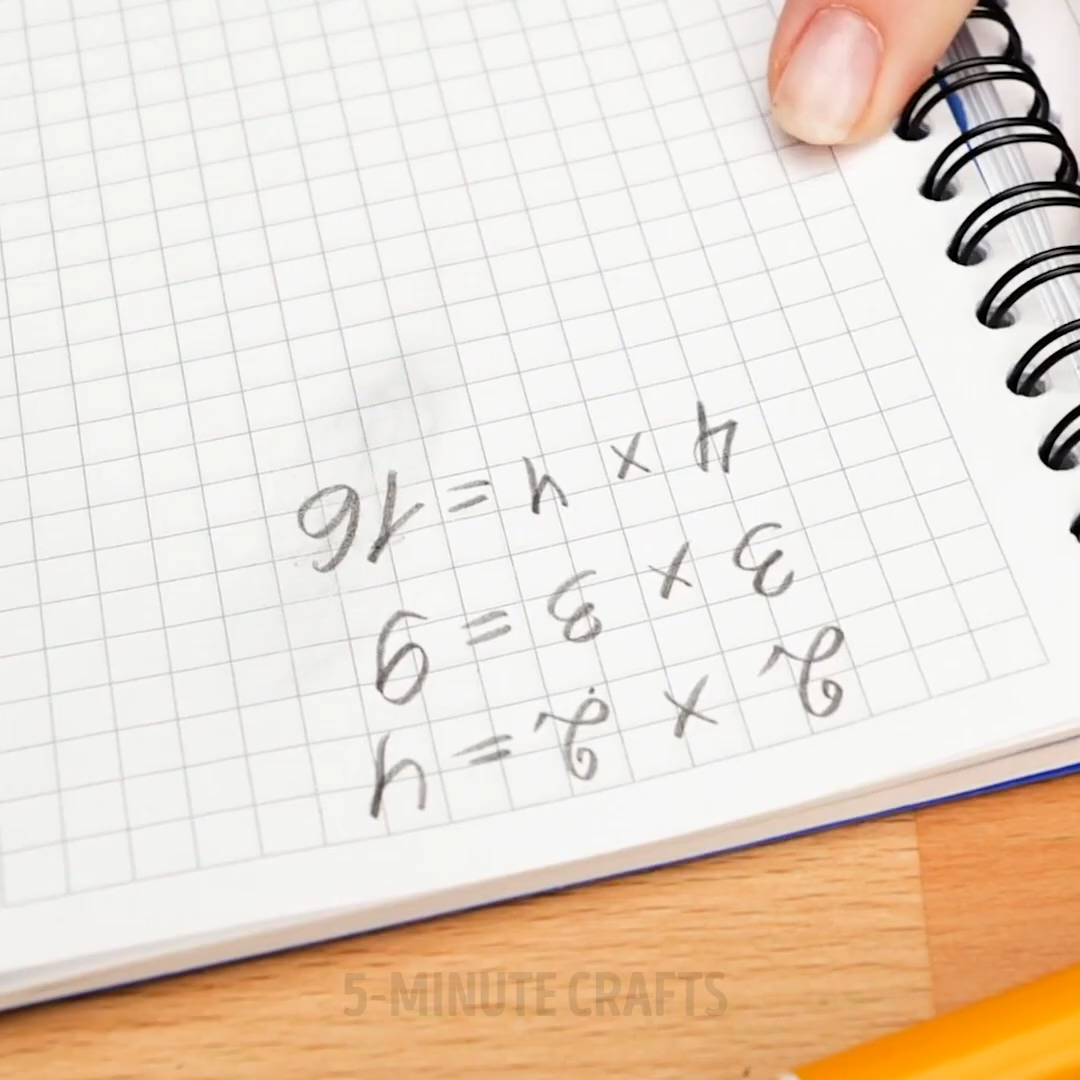 2 x 2 = 4
3 x 3 = 9
4 x 4 = 16
5-MINUTE CRAFTS